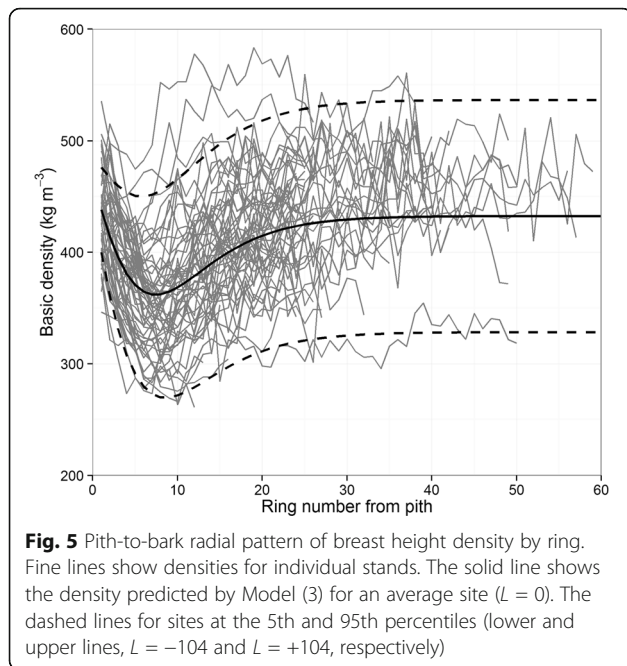 600
500
400
300
200
Basic density (kg m⁻³)
0 10 20 30 40 50 60
Ring number from pith
Fig. 5 Pith-to-bark radial pattern of breast height density by ring.
Fine lines show densities for individual stands. The solid line shows
the density predicted by Model (3) for an average site (L = 0). The
dashed lines for sites at the 5th and 95th percentiles (lower and
upper lines, L = −104 and L = +104, respectively)